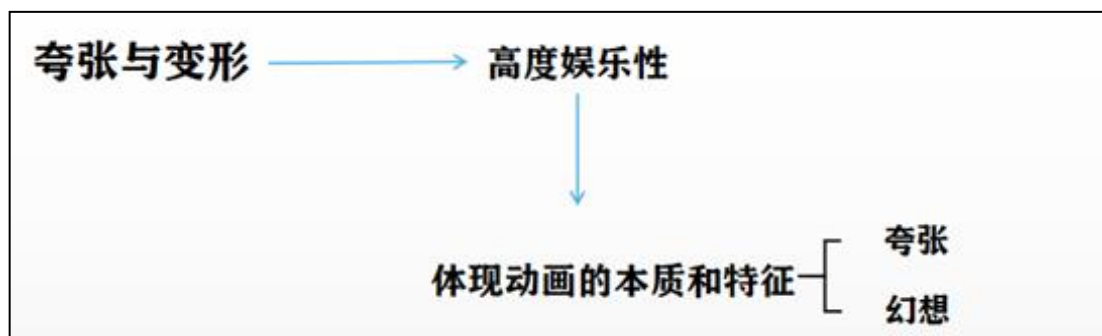 夸张与变形
高度娱乐性
体现动画的本质和特征
夸张
幻想